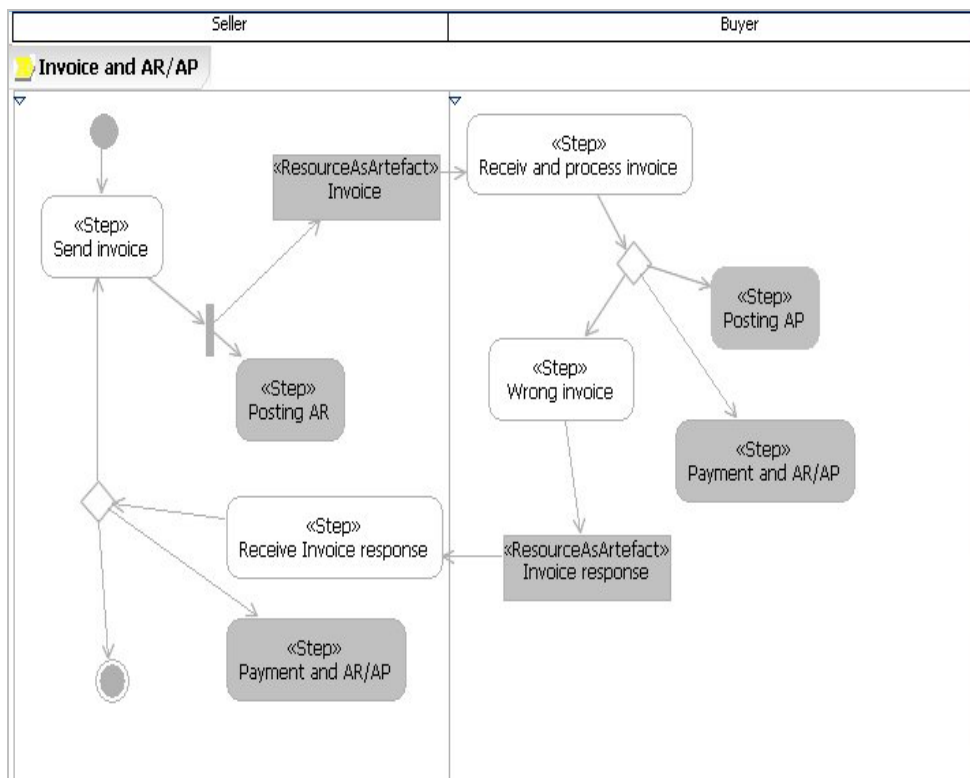 Seller
Buyer
Invoice and AR/AP
«Step»
Send invoice
«ResourceAsArtefact»
Invoice
«Step»
Receiv and process invoice
«Step»
Posting AP
«Step»
Posting AR
«Step»
Wrong invoice
«Step»
Payment and AR/AP
«Step»
Receive Invoice response
«ResourceAsArtefact»
Invoice response
«Step»
Payment and AR/AP